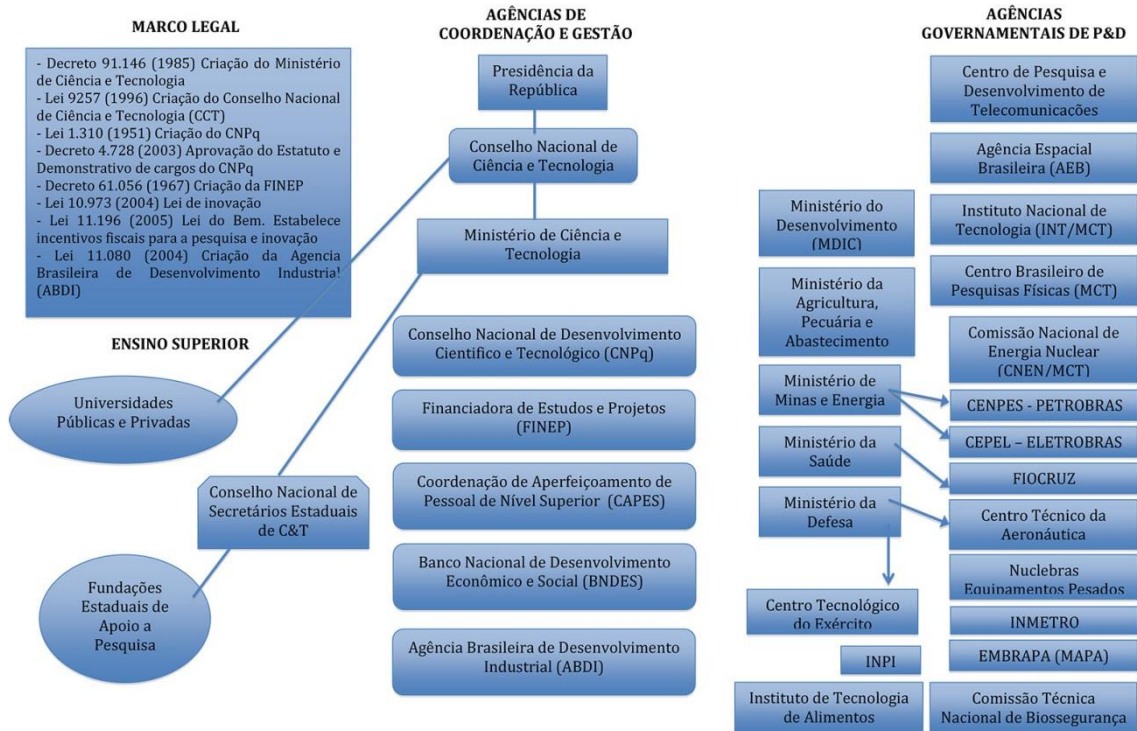 MARCO LEGAL
- Decreto 91.146 (1985) Criação do Ministério
de Ciência e Tecnologia
- Lei 9257 (1996) Criação do Conselho Nacional
de Ciência e Tecnologia (CCT)
- Lei 1.310 (1951) Criação do CNPq
- Decreto 4.728 (2003) Aprovação do Estatuto e
Demonstrativo de cargos do CNPq
- Decreto 61.056 (1967) Criação da FINEP
- Lei 10.973 (2004) Lei de inovação
- Lei 11.196 (2005) Lei do Bem. Estabelece
incentivos fiscais para a pesquisa e inovação
- Lei 11.080 (2004) Criação da Agencia
Brasileira de Desenvolvimento Industrial
(ABDI)
ENSINO SUPERIOR
Universidades
Públicas e Privadas
Conselho Nacional de
Secretários Estaduais
de C&T
Fundações
Estaduais de
Apoio a
Pesquisa
AGÊNCIAS DE
COORDENAÇÃO E GESTÃO
Presidência da
República
Conselho Nacional de
Ciência e Tecnologia
Ministério de Ciência e
Tecnologia
Conselho Nacional de Desenvolvimento
Cientifico e Tecnológico (CNPq)
Financiadora de Estudos e Projetos
(FINEP)
Coordenação de Aperfeiçoamento de
Pessoal de Nível Superior (CAPES)
Banco Nacional de Desenvolvimento
Econômico e Social (BNDES)
Agência Brasileira de Desenvolvimento
Industrial (ABDI)
AGÊNCIAS
GOVERNAMENTAIS DE P&D
Ministério do
Desenvolvimento
(MDIC)
Ministério da
Agricultura,
Pecuária e
Abastecimento
Ministério de
Minas e Energia
Ministério da
Saúde
Ministério da
Defesa
Centro Tecnológico
do Exército
INPI
Instituto de Tecnologia
de Alimentos
Centro de Pesquisa e
Desenvolvimento de
Telecomunicações
Agência Espacial
Brasileira (AEB)
Instituto Nacional de
Tecnologia (INT/MCT)
Centro Brasileiro de
Pesquisas Físicas (MCT)
Comissão Nacional de
Energia Nuclear
(CNEN/MCT)
CENPES - PETROBRAS
CEPEL – ELETROBRAS
FIOCRUZ
Centro Técnico da
Aeronáutica
Nuclebras
Equipamentos Pesados
INMETRO
EMBRAPA (MAPA)
Comissão Técnica
Nacional de Biossegurança